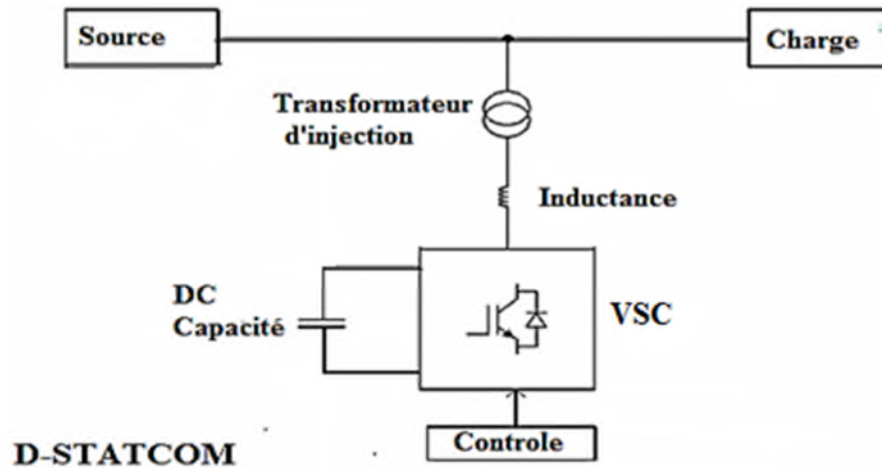 Source
Charge
Transformateur
d'injection
Inductance
DC
Capacité
VSC
Controle
D-STATCOM